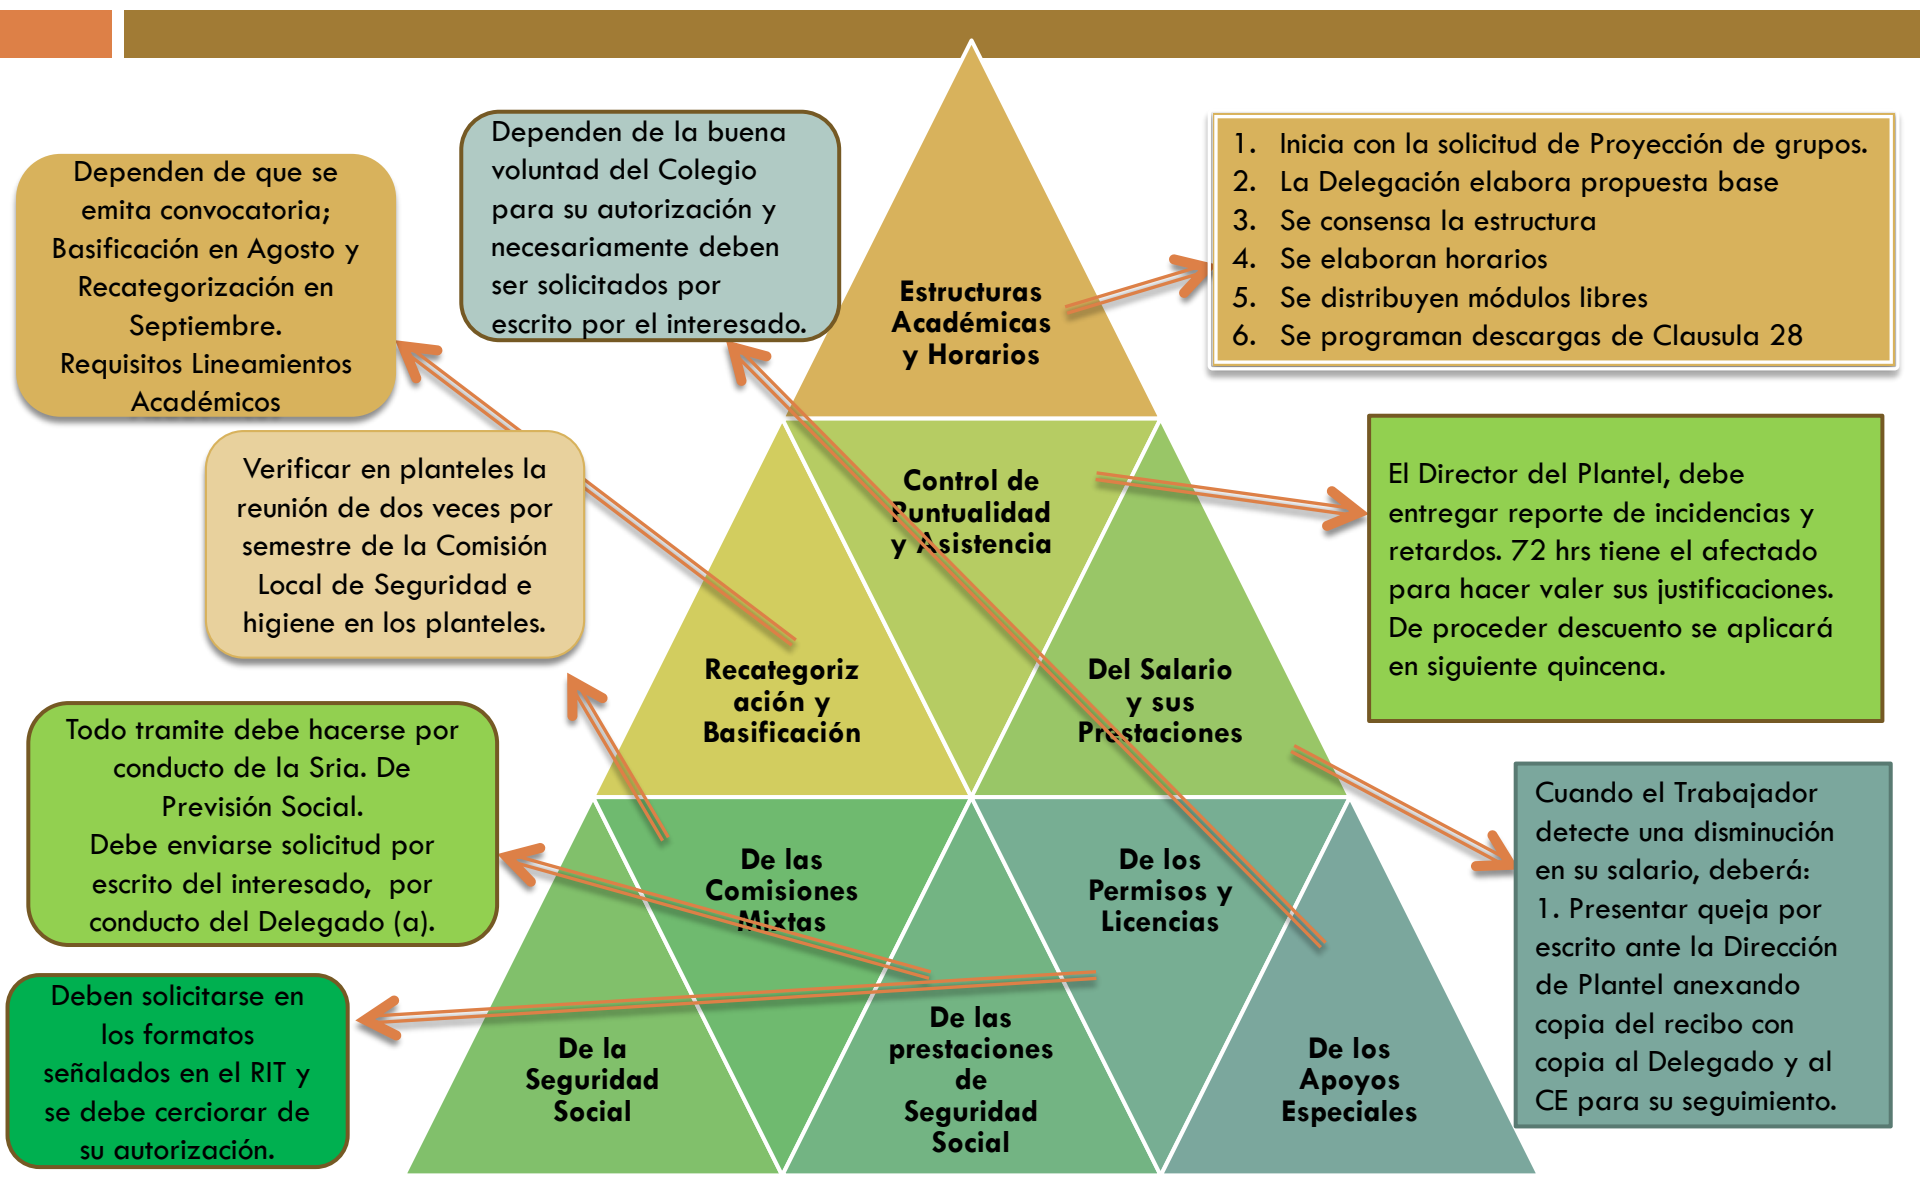 Dependen de que se
emita convocatoria;
Basificación en Agosto y
Recategorización en
Septiembre.
Requisitos Lineamientos
Académicos
Dependen de la buena
voluntad del Colegio
para su autorización y
necesariamente deben
ser solicitados por
escrito por el interesado.
Estructuras
Académicas
y Horarios
1. Inicia con la solicitud de Proyección de grupos.
2. La Delegación elabora propuesta base
3. Se consensa la estructura
4. Se elaboran horarios
5. Se distribuyen módulos libres
6. Se programan descargas de Clausula 28
Verificar en planteles la
reunión de dos veces por
semestre de la Comisión
Local de Seguridad e
higiene en los planteles.
Control de
Puntualidad
y Asistencia
El Director del Plantel, debe
entregar reporte de incidencias y
retardos. 72 hrs tiene el afectado
para hacer valer sus justificaciones.
De proceder descuento se aplicará
en siguiente quincena.
Recategoriz
ación y
Basificación
Del Salario
y sus
Prestaciones
Todo tramite debe hacerse por
conducto de la Sria. De
Previsión Social.
Debe enviarse solicitud por
escrito del interesado, por
conducto del Delegado (a).
De las
Comisiones
Mixtas
De los
Permisos y
Licencias
Cuando el Trabajador
detecte una disminución
en su salario, deberá:
1. Presentar queja por
escrito ante la Dirección
de Plantel anexando
copia del recibo con
copia al Delegado y al
CE para su seguimiento.
Deben solicitarse en
los formatos
señalados en el RIT y
se debe cerciorar de
su autorización.
De la
Seguridad
Social
De las
prestaciones
de
Seguridad
Social
De los
Apoyos
Especiales